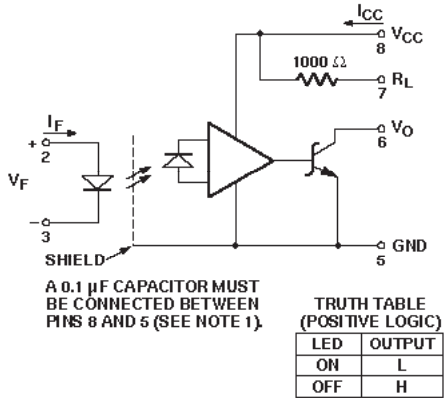 I_CC
V_CC
8
1000 Ω
R_L
7
I_F
+
2
V_F
V_O
6
–
3
SHIELD
GND
5
A 0.1 µF CAPACITOR MUST
BE CONNECTED BETWEEN
PINS 8 AND 5 (SEE NOTE 1).
TRUTH TABLE
(POSITIVE LOGIC)
LED OUTPUT
ON L
OFF H